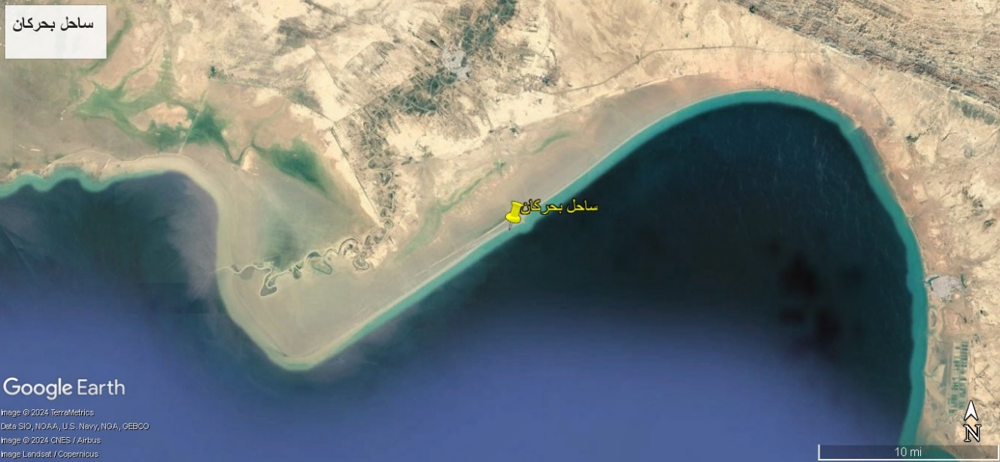 ساحل بحرکان
ساحل بحرکان
Google Earth
Image © 2024 TerraMetrics
Data SIO, NOAA, U.S. Navy, NGA, GEBCO
Image © 2024 CNES / Airbus
Image Landsat / Copernicus
N
10 mi